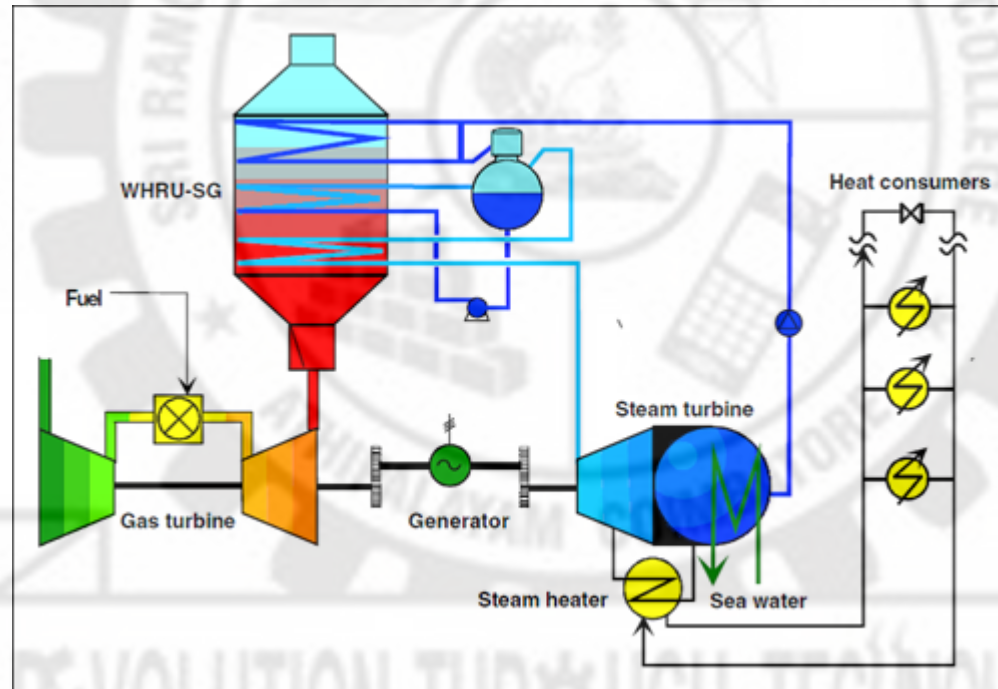 WHRU-SG
Heat consumers
Fuel
Steam turbine
Gas turbine
Generator
Steam heater
Sea water